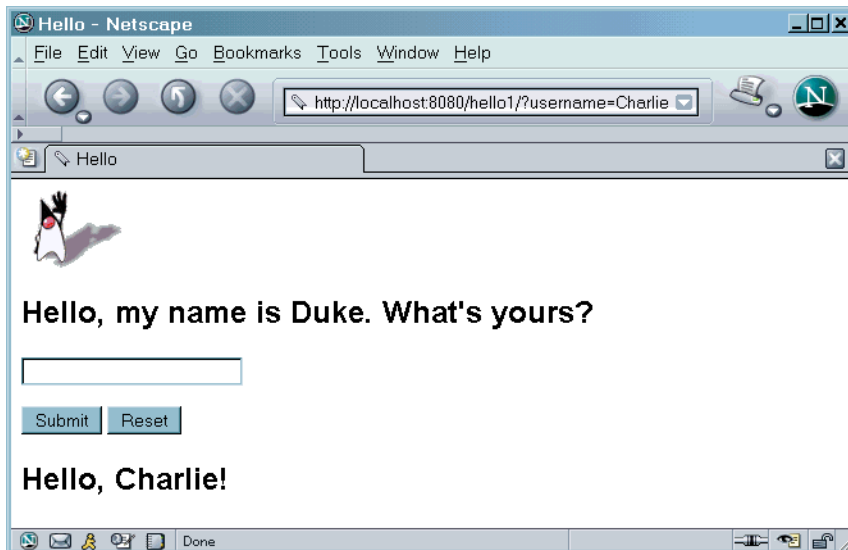 Hello - Netscape
File Edit View Go Bookmarks Tools Window Help
http://localhost:8080/hello1/?username=Charlie
N
Hello
Hello, my name is Duke. What's yours?
Submit Reset
Hello, Charlie!
Done